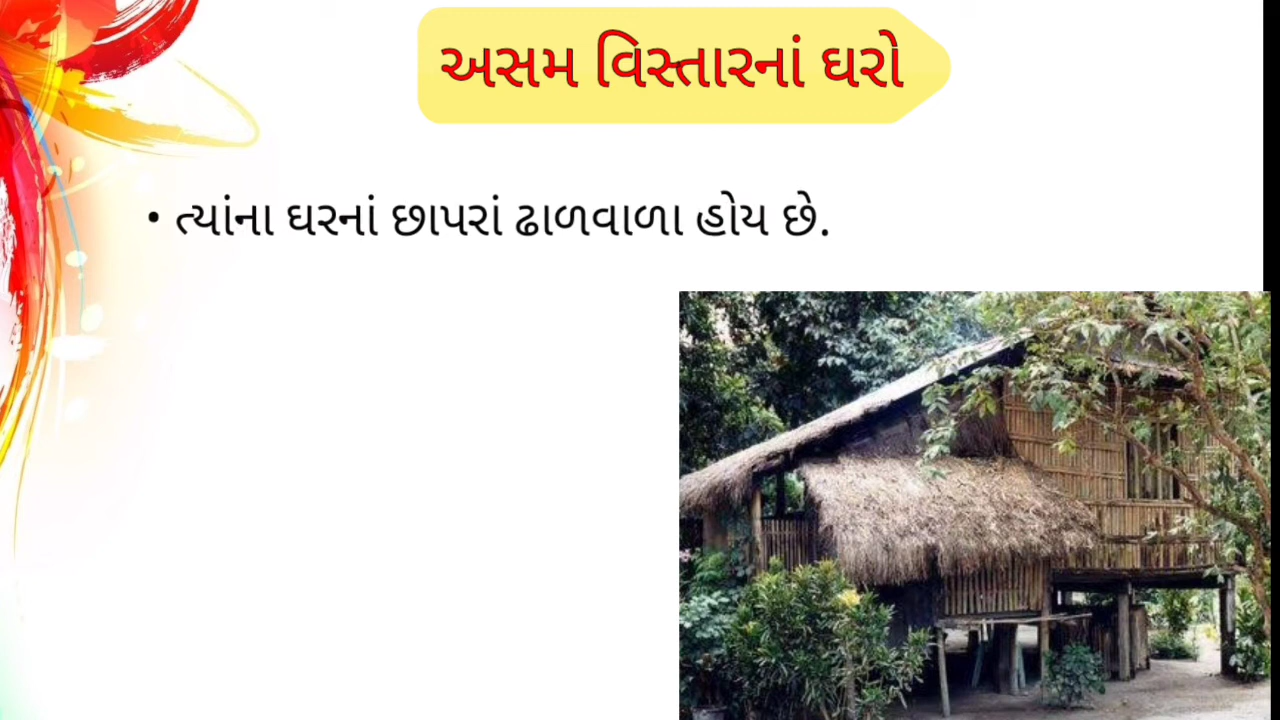 અસમ વિસ્તારનાં ઘરો
• ત્યાંના ઘરનાં છાપરાં ઢાળવાળા હોય છે.